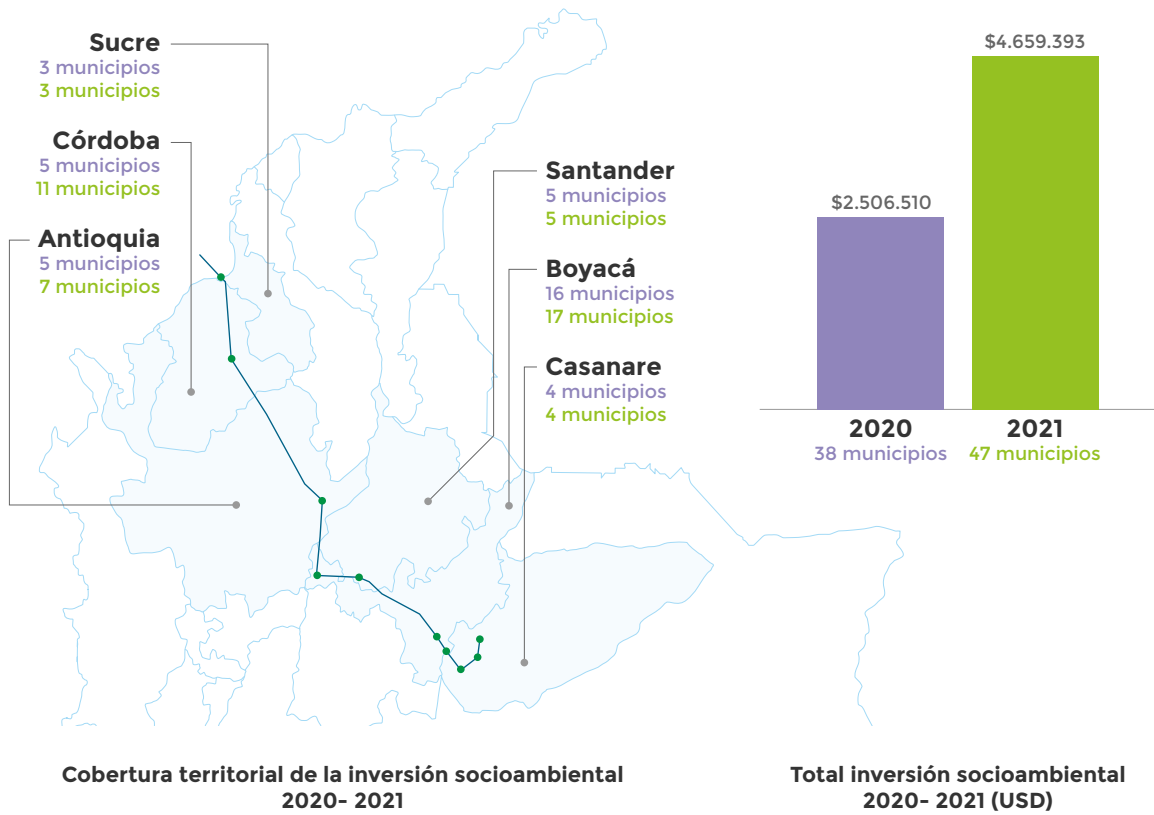 Sucre
3 municipios
3 municipios
Córdoba
5 municipios
11 municipios
Antioquia
5 municipios
7 municipios
Santander
5 municipios
5 municipios
Boyacá
16 municipios
17 municipios
Casanare
4 municipios
4 municipios
Cobertura territorial de la inversión socioambiental
2020- 2021
$4.659.393
$2.506.510
2020
38 municipios
2021
47 municipios
Total inversión socioambiental
2020- 2021 (USD)